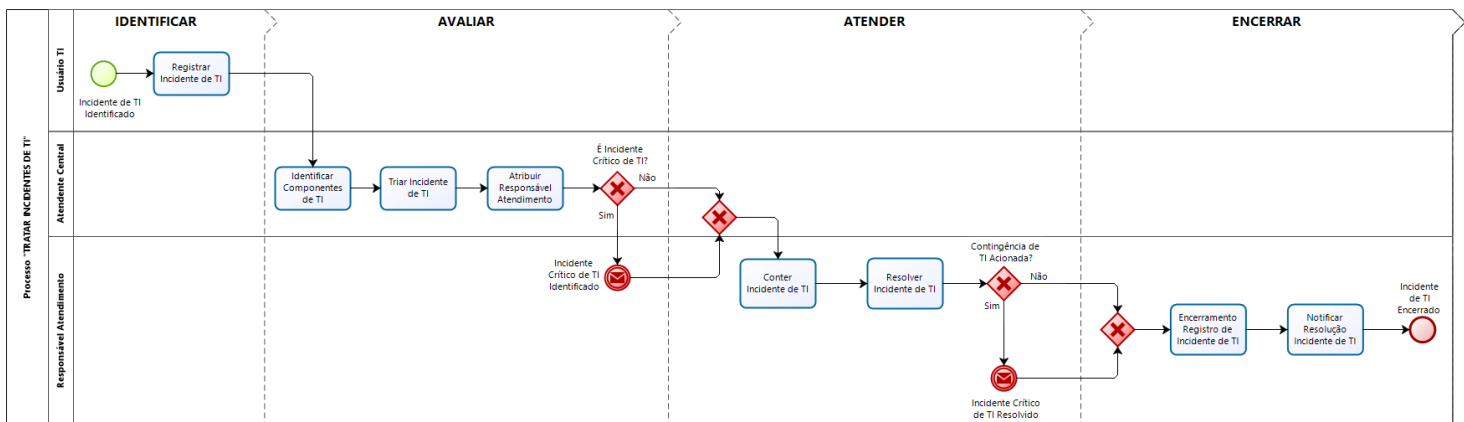 IDENTIFICAR
AVALIAR
ATENDER
ENCERRAR
Processo "TRATAR INCIDENTES DE TI"
Usuário TI
Incidente de TI
Identificado
Registrar
Incidente de TI
Atendente Central
Identificar
Componentes
de TI
Triar Incidente
de TI
Atribuir
Responsável
Atendimento
É Incidente
Crítico de TI?
Não
Sim
Responsável Atendimento
Incidente
Crítico de TI
Identificado
Conter
Incidente de TI
Resolver
Incidente de TI
Contingência de
TI Acionada?
Não
Sim
Incidente Crítico
de TI Resolvido
Encerramento
Registro de
Incidente de TI
Notificar
Resolução
Incidente de TI
Incidente
de TI
Encerrado